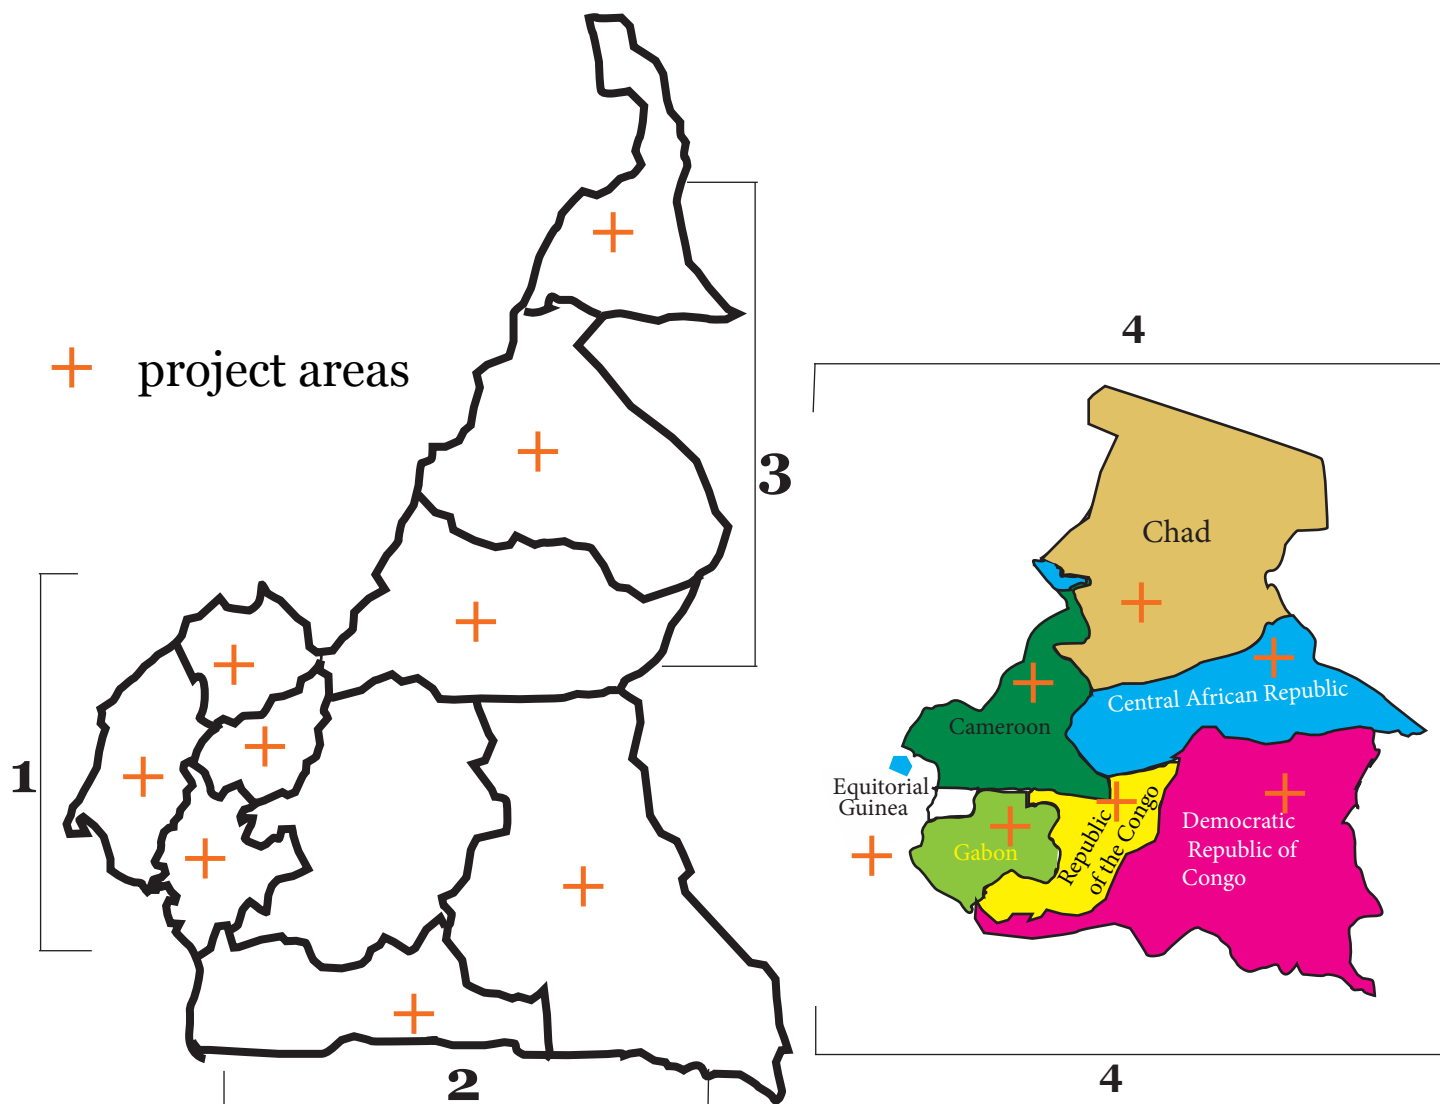 project areas
1
2
3
4
Chad
Central African Republic
Cameroon
Equitorial
Guinea
Gabon
Republic
of the Congo
Democratic
Republic of
Congo
4